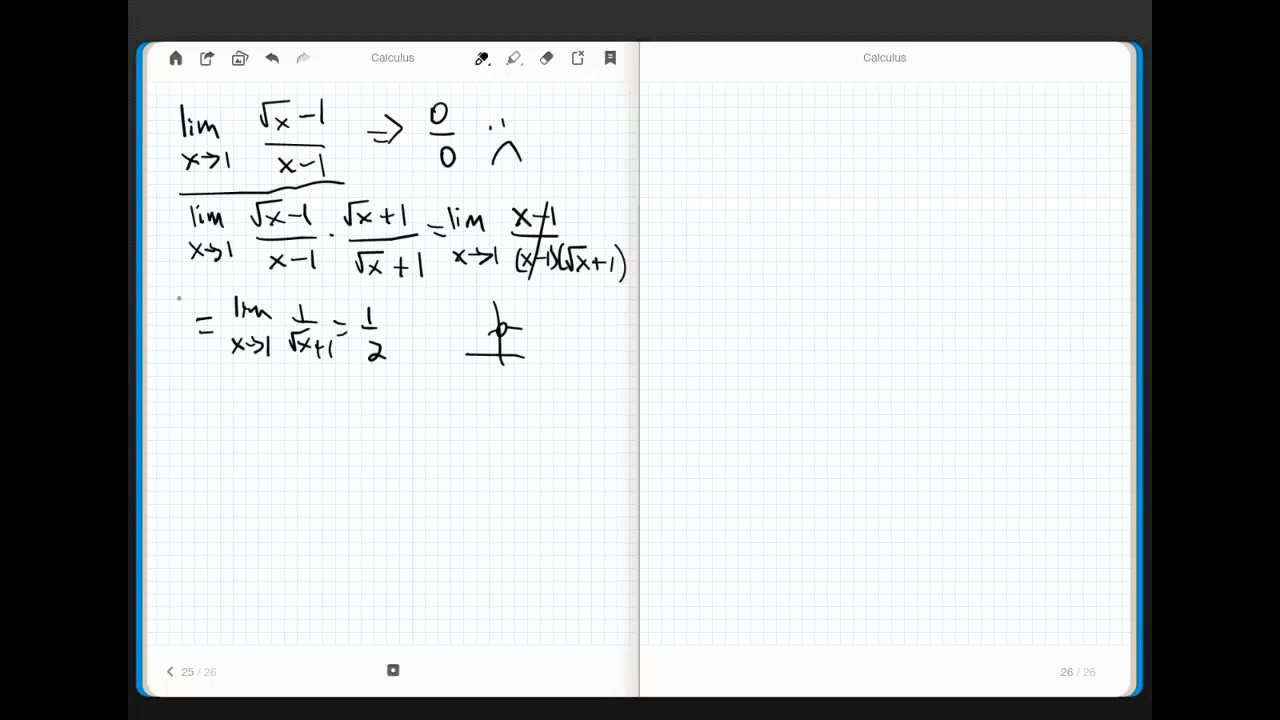 Calculus
Calculus
lim x→1 (√x − 1)/(x − 1) ⇒ 0/0 :(
lim x→1 (√x − 1)/(x − 1) · (√x + 1)/(√x + 1) = lim x→1 (x − 1)/((x − 1)(√x + 1))
= lim x→1 1/(√x + 1) = 1/2
25 / 26
26 / 26